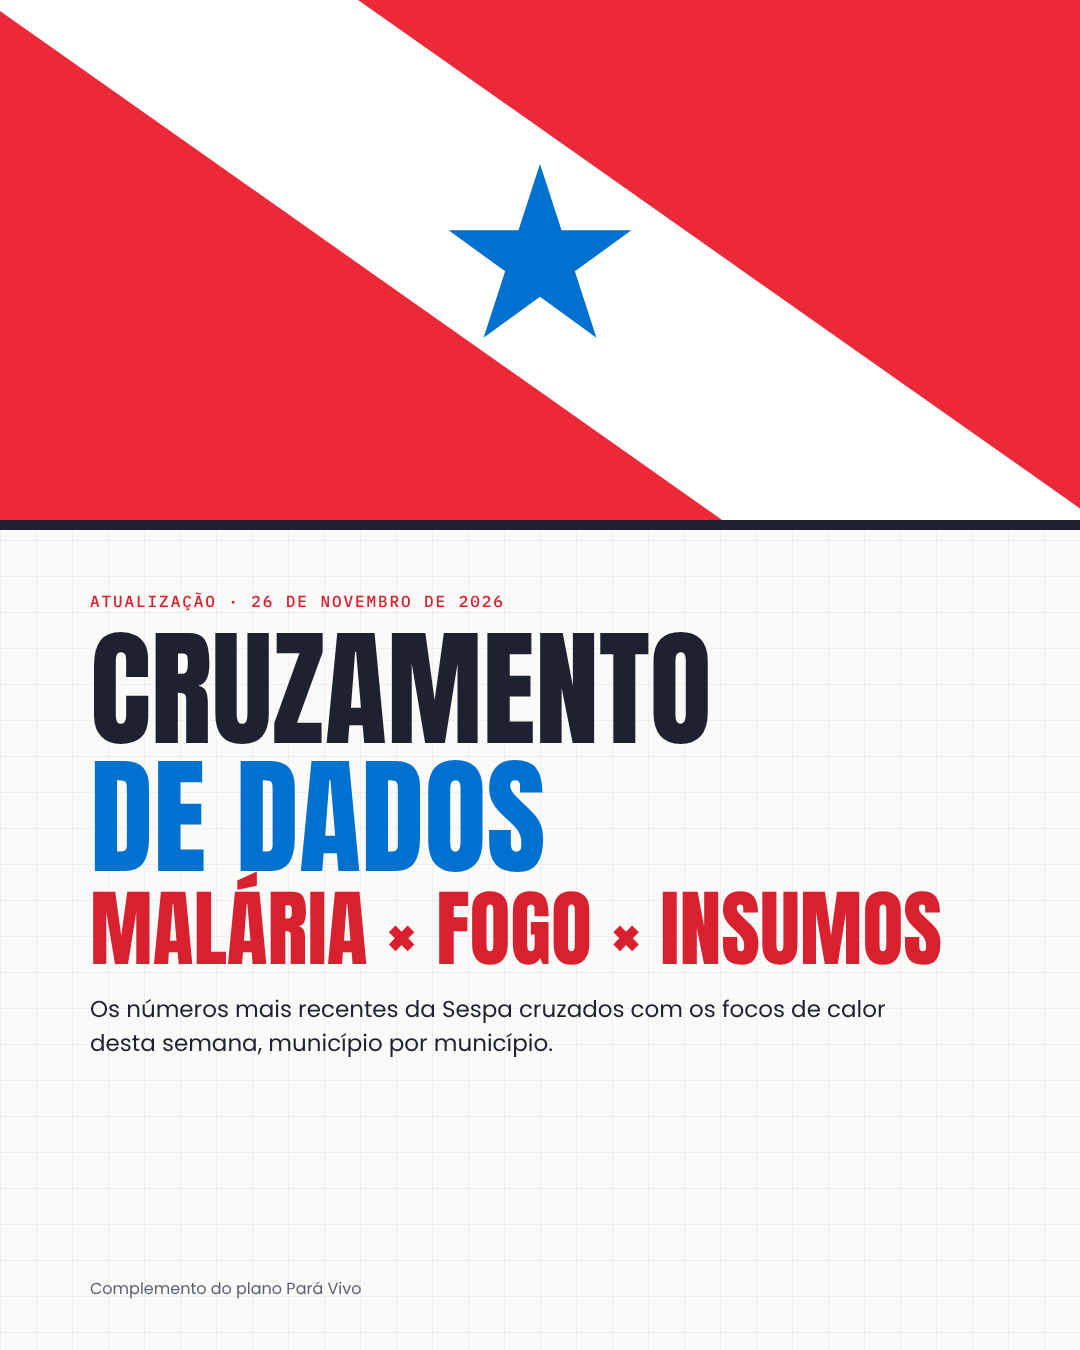 ATUALIZAÇÃO · 26 DE NOVEMBRO DE 2026
CRUZAMENTO
DE DADOS
MALÁRIA × FOGO × INSUMOS
Os números mais recentes da Sespa cruzados com os focos de calor
desta semana, município por município.
Complemento do plano Pará Vivo